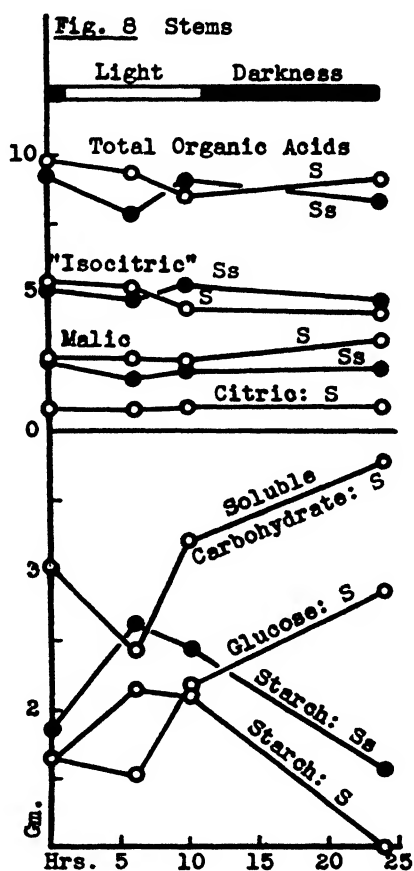 Fig. 8 Stems
Light Darkness
10
Total Organic Acids
S
Ss
"Isocitric" Ss
5
S
Malic S
Ss
Citric: S
0
Soluble
Carbohydrate: S
3
Glucose: S
2
Starch: Ss
Starch: S
Gm.
Hrs. 5 10 15 20 25